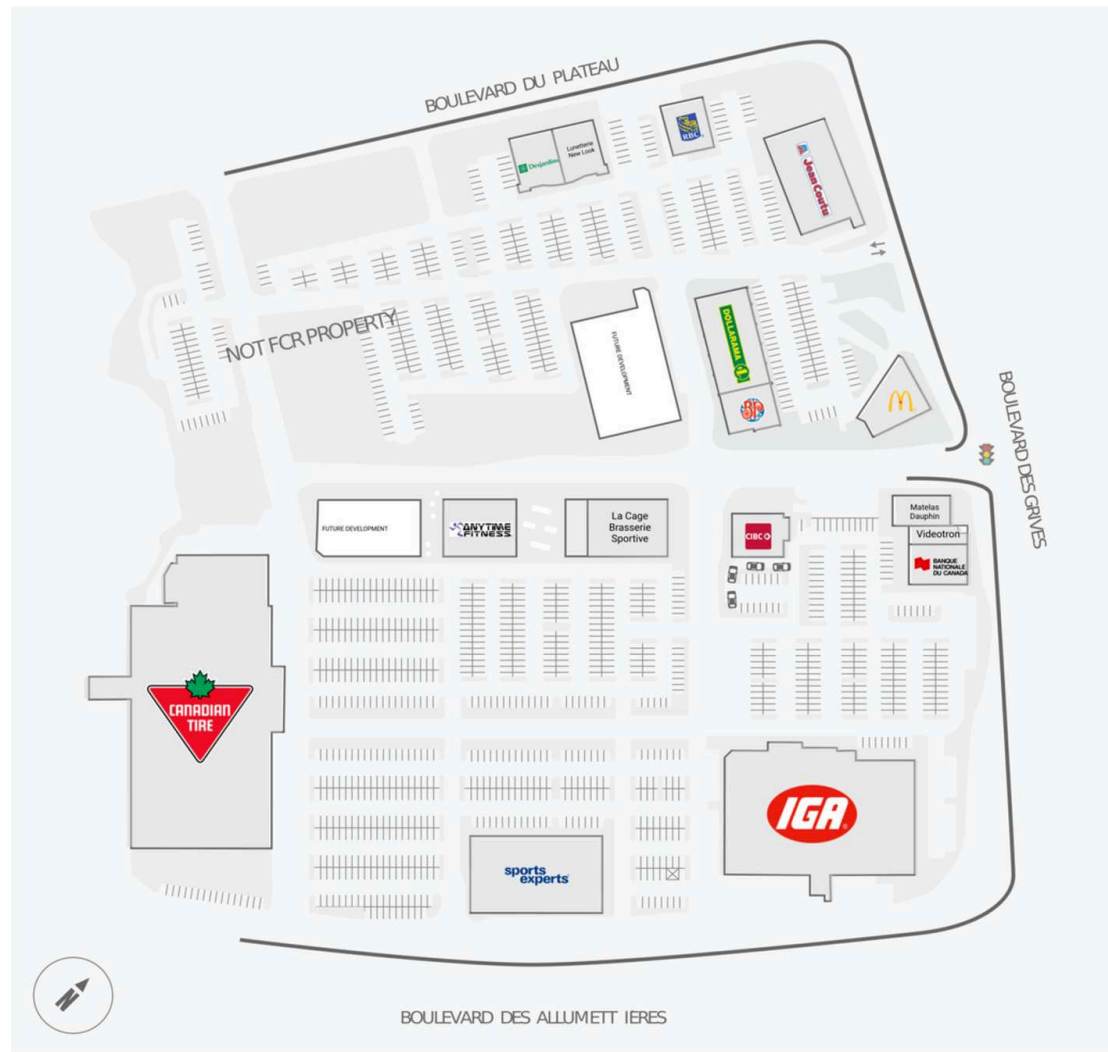 BOULEVARD DU PLATEAU
RBC
Desjardins
Lunetterie
New Look
Jean Coutu
NOT FCR PROPERTY
FUTURE DEVELOPMENT
DOLLARAMA
BP
BOULEVARD DES GRIVES
FUTURE DEVELOPMENT
ANYTIME
FITNESS
La Cage
Brasserie
Sportive
CIBC
Matelas
Dauphin
Videotron
BANQUE
NATIONALE
DU CANADA
CANADIAN
TIRE
IGA
sports
experts
N
BOULEVARD DES ALLUMETT IÈRES